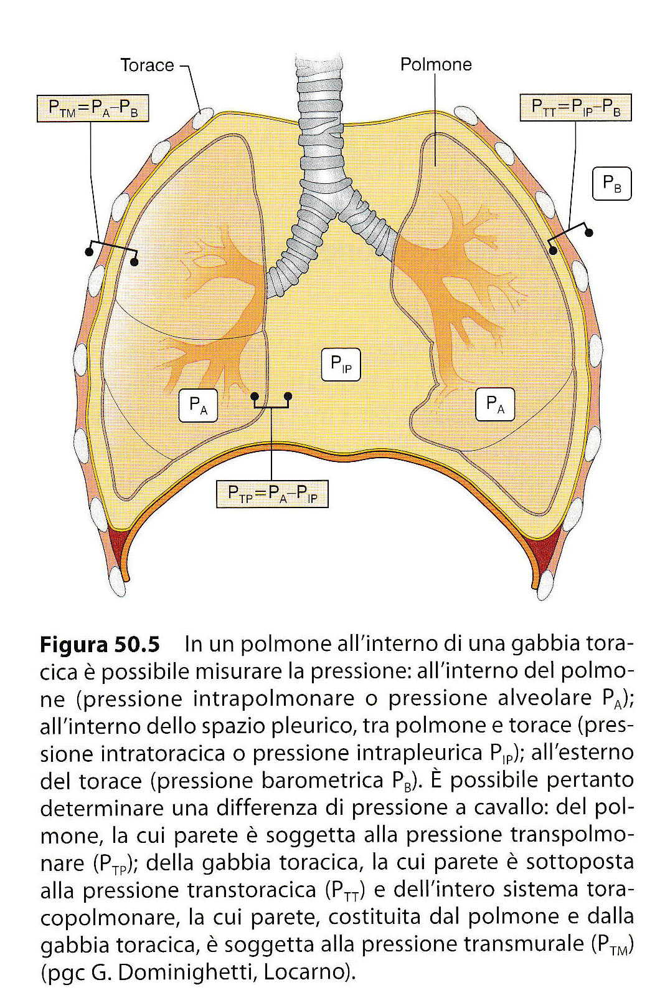 Torace
Polmone
PTM=PA–PB
PTT=PIP–PB
PB
PIP
PA
PA
PTP=PA–PIP
Figura 50.5 In un polmone all'interno di una gabbia tora-
cica è possibile misurare la pressione: all'interno del polmo-
ne (pressione intrapolmonare o pressione alveolare PA);
all'interno dello spazio pleurico, tra polmone e torace (pres-
sione intratoracica o pressione intrapleurica PIP); all'esterno
del torace (pressione barometrica PB). È possibile pertanto
determinare una differenza di pressione a cavallo: del pol-
mone, la cui parete è soggetta alla pressione transpolmo-
nare (PTP); della gabbia toracica, la cui parete è sottoposta
alla pressione transtoracica (PTT) e dell'intero sistema tora-
copolmonare, la cui parete, costituita dal polmone e dalla
gabbia toracica, è soggetta alla pressione transmurale (PTM)
(pgc G. Dominighetti, Locarno).